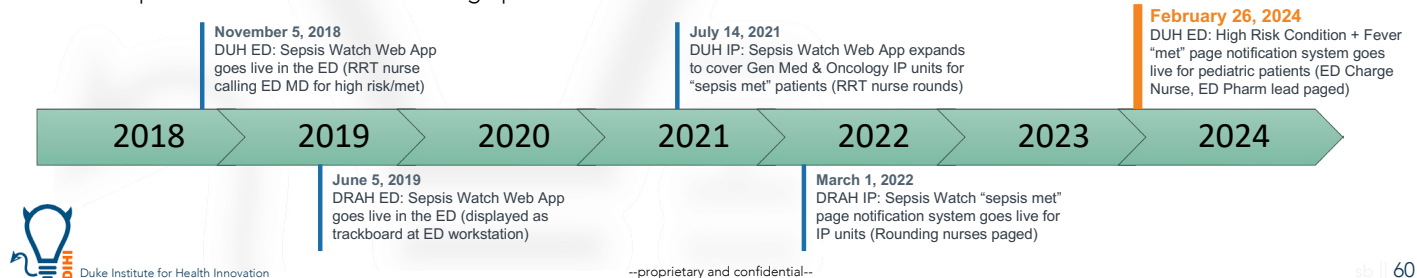 November 5, 2018
DUH ED: Sepsis Watch Web App
goes live in the ED (RRT nurse
calling ED MD for high risk/met)
July 14, 2021
DUH IP: Sepsis Watch Web App expands
to cover Gen Med & Oncology IP units for
“sepsis met” patients (RRT nurse rounds)
February 26, 2024
DUH ED: High Risk Condition + Fever
“met” page notification system goes
live for pediatric patients (ED Charge
Nurse, ED Pharm lead paged)
2018 2019 2020 2021 2022 2023 2024
June 5, 2019
DRAH ED: Sepsis Watch Web App
goes live in the ED (displayed as
trackboard at ED workstation)
March 1, 2022
DRAH IP: Sepsis Watch “sepsis met”
page notification system goes live for
IP units (Rounding nurses paged)
DIHI
Duke Institute for Health Innovation
--proprietary and confidential--
sb || 60